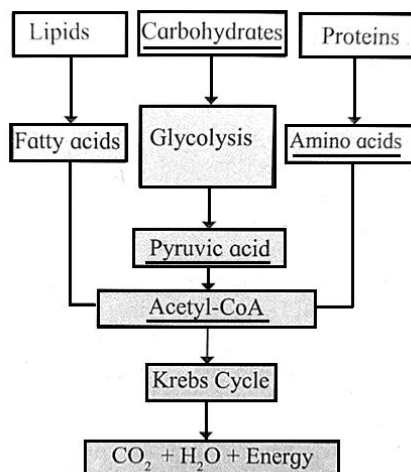 Lipids
Carbohydrates
Proteins
Fatty acids
Glycolysis
Amino acids
Pyruvic acid
Acetyl-CoA
Krebs Cycle
CO₂ + H₂O + Energy